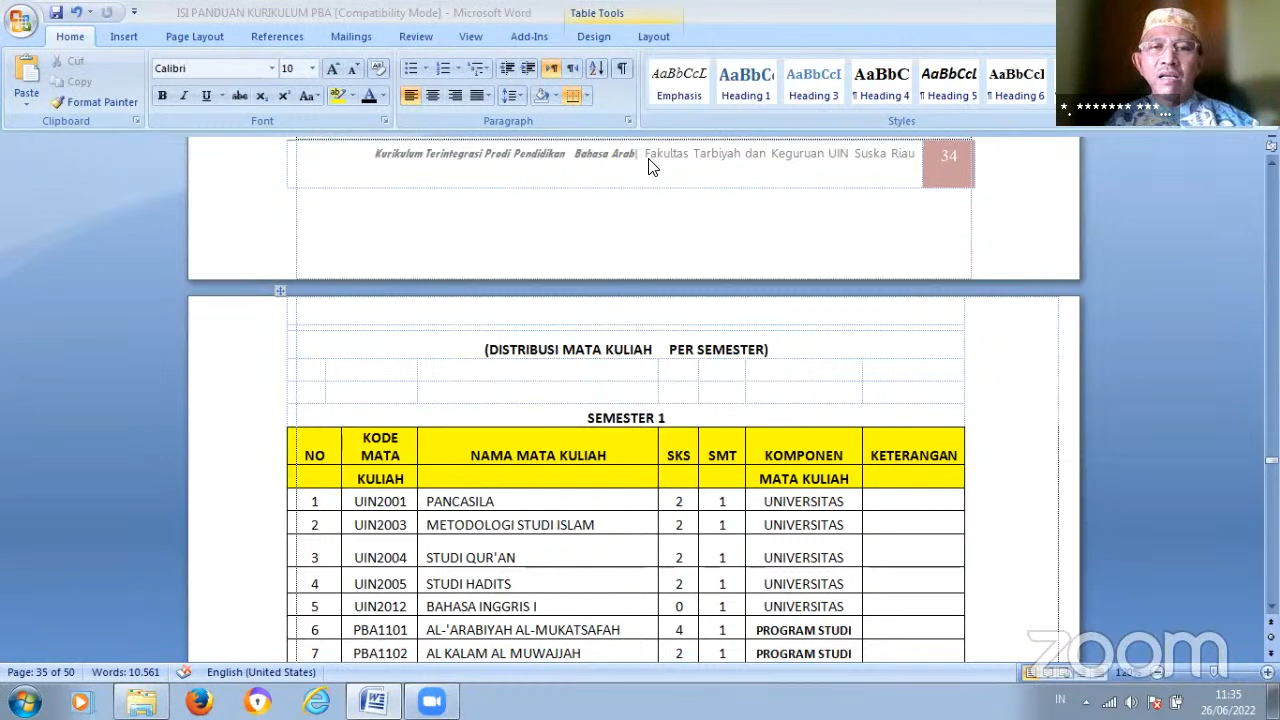 ISI PANDUAN KURIKULUM PBA [Compatibility Mode] - Microsoft Word
Table Tools
Home Insert Page Layout References Mailings Review View Add-Ins Design Layout
Paste
Cut
Copy
Format Painter
Calibri 10
AaBbCcL AaBbCc AaBbCcI AaBbC AaBbCcl AaBbCcl
Emphasis Heading 1 Heading 3 ¶ Heading 4 ¶ Heading 5 ¶ Heading 6
Clipboard Font Paragraph Styles
*. ******* ***...
Kurikulum Terintegrasi Prodi Pendidikan Bahasa Arab| Fakultas Tarbiyah dan Keguruan UIN Suska Riau 34
(DISTRIBUSI MATA KULIAH PER SEMESTER)
SEMESTER 1
NO KODE MATA KULIAH NAMA MATA KULIAH SKS SMT KOMPONEN MATA KULIAH KETERANGAN
1 UIN2001 PANCASILA 2 1 UNIVERSITAS
2 UIN2003 METODOLOGI STUDI ISLAM 2 1 UNIVERSITAS
3 UIN2004 STUDI QUR'AN 2 1 UNIVERSITAS
4 UIN2005 STUDI HADITS 2 1 UNIVERSITAS
5 UIN2012 BAHASA INGGRIS I 0 1 UNIVERSITAS
6 PBA1101 AL-'ARABIYAH AL-MUKATSAFAH 4 1 PROGRAM STUDI
7 PBA1102 AL KALAM AL MUWAJJAH 2 1 PROGRAM STUDI
zoom
Page: 35 of 50 Words: 10.561 English (United States)
IN
11:35
26/06/2022